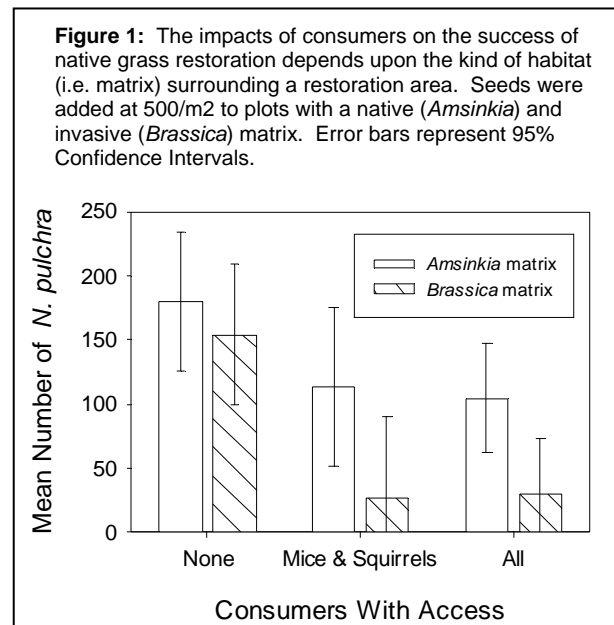 Figure 1: The impacts of consumers on the success of
native grass restoration depends upon the kind of habitat
(i.e. matrix) surrounding a restoration area. Seeds were
added at 500/m2 to plots with a native (Amsinkia) and
invasive (Brassica) matrix. Error bars represent 95%
Confidence Intervals.
Mean Number of N. pulchra
250
200
150
100
50
0
Amsinkia matrix
Brassica matrix
None
Mice & Squirrels
All
Consumers With Access